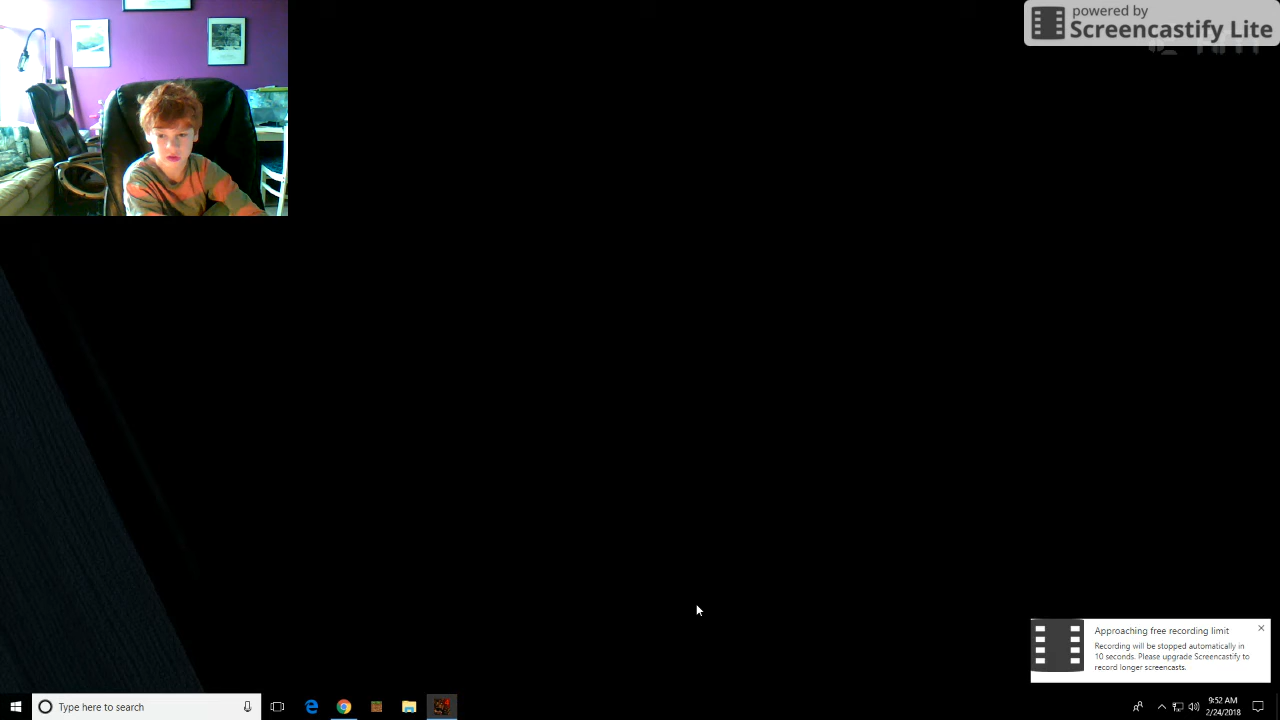 powered by
Screencastify Lite
Approaching free recording limit
Recording will be stopped automatically in
10 seconds. Please upgrade Screencastify to
record longer screencasts.
Type here to search
9:52 AM
2/24/2018